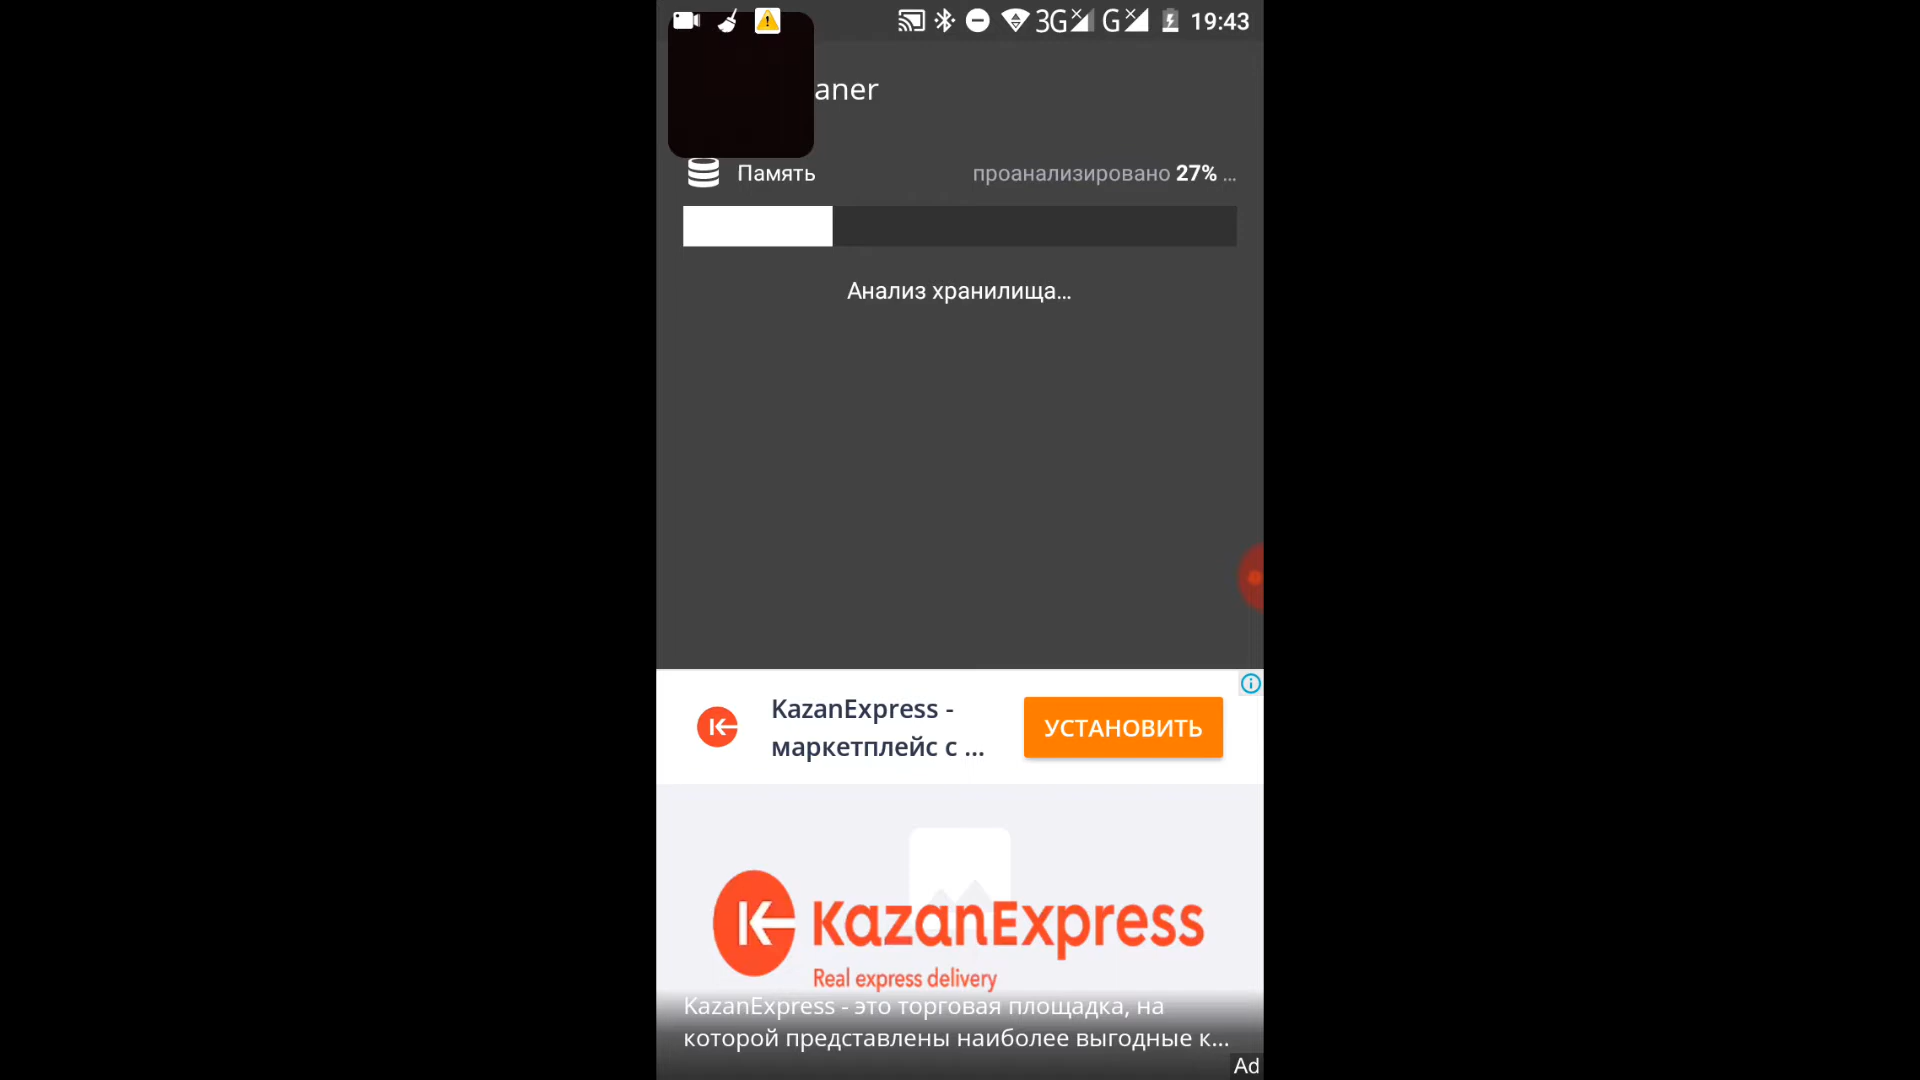 3G G 19:43
aner
Память проанализировано 27% ...
Анализ хранилища...
KazanExpress -
маркетплейс с ...
УСТАНОВИТЬ
KazanExpress
Real express delivery
KazanExpress - это торговая площадка, на
которой представлены наиболее выгодные к...
Ad